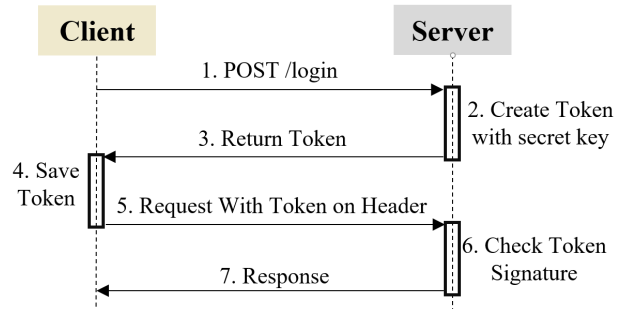 Client
Server
1. POST /login
2. Create Token
with secret key
3. Return Token
4. Save
Token
5. Request With Token on Header
6. Check Token
Signature
7. Response